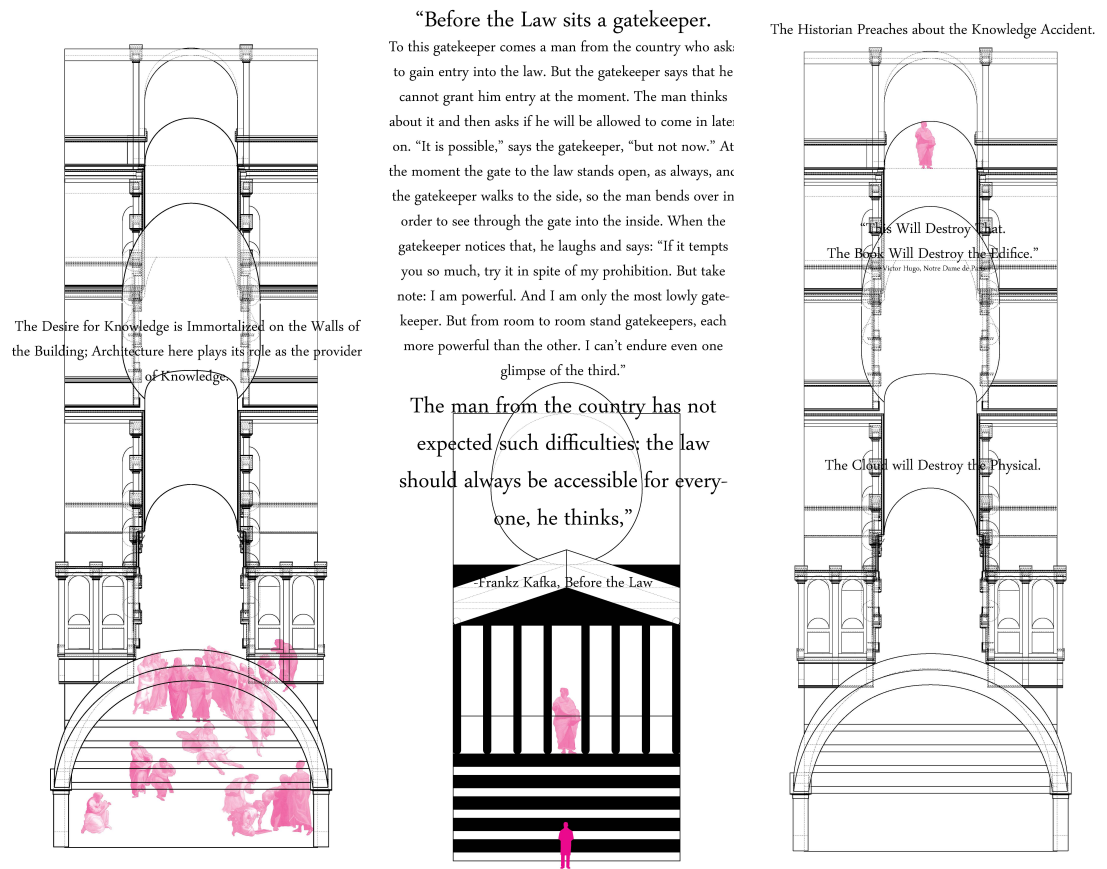 The Desire for Knowledge is Immortalized on the Walls of
the Building; Architecture here plays its role as the provider
of Knowledge.
“Before the Law sits a gatekeeper.
To this gatekeeper comes a man from the country who asks
to gain entry into the law. But the gatekeeper says that he
cannot grant him entry at the moment. The man thinks
about it and then asks if he will be allowed to come in later
on. “It is possible,” says the gatekeeper, “but not now.” At
the moment the gate to the law stands open, as always, and
the gatekeeper walks to the side, so the man bends over in
order to see through the gate into the inside. When the
gatekeeper notices that, he laughs and says: “If it tempts
you so much, try it in spite of my prohibition. But take
note: I am powerful. And I am only the most lowly gate-
keeper. But from room to room stand gatekeepers, each
more powerful than the other. I can’t endure even one
glimpse of the third.”
The man from the country has not
expected such difficulties: the law
should always be accessible for every-
one, he thinks,”
-Frankz Kafka, Before the Law
The Historian Preaches about the Knowledge Accident.
“This Will Destroy That.
The Book Will Destroy the Edifice.”
Victor Hugo, Notre Dame de Paris
The Cloud will Destroy the Physical.